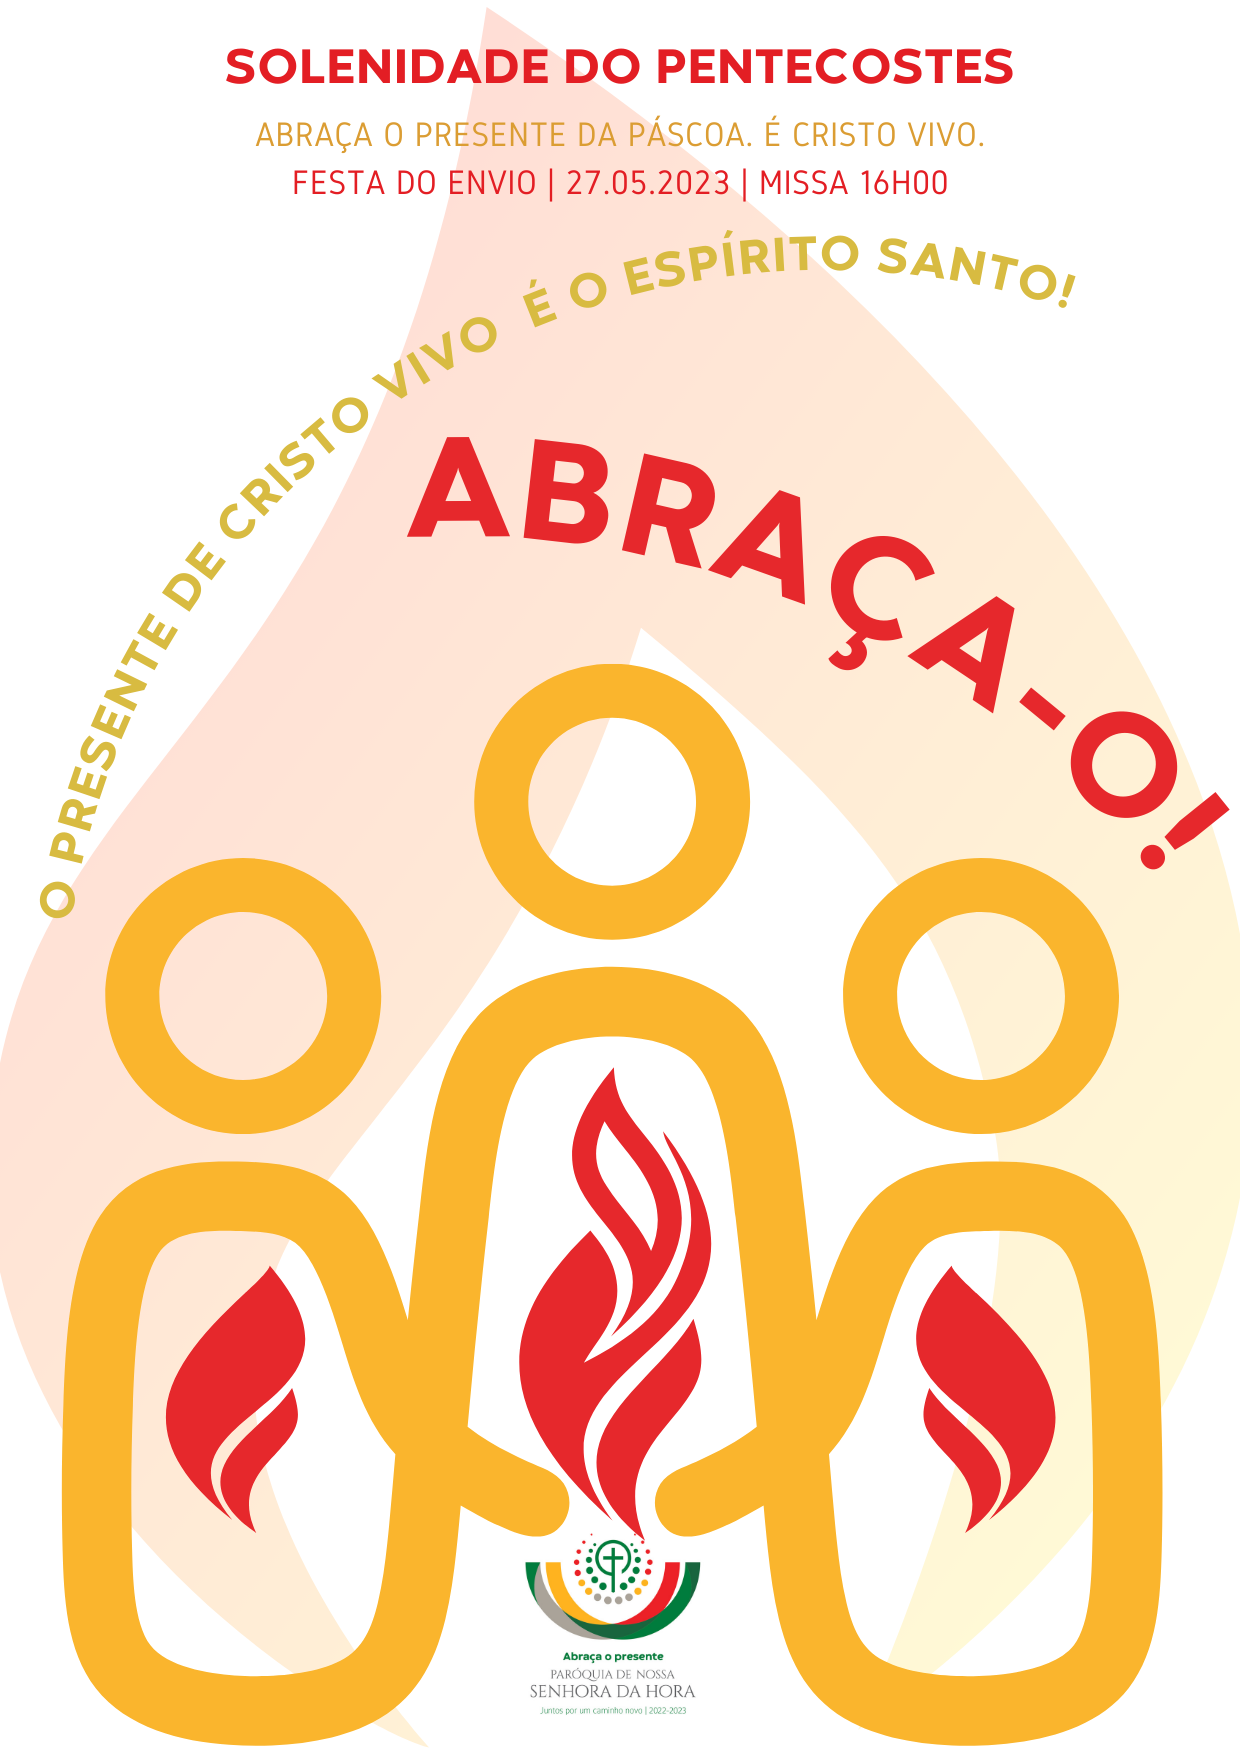 SOLENIDADE DO PENTECOSTES
ABRAÇA O PRESENTE DA PÁSCOA. É CRISTO VIVO.
FESTA DO ENVIO | 27.05.2023 | MISSA 16H00
O PRESENTE DE CRISTO VIVO É O ESPÍRITO SANTO!
ABRAÇA-O!
Abraça o presente
PARÓQUIA DE NOSSA
SENHORA DA HORA
Juntos por um caminho novo | 2022-2023